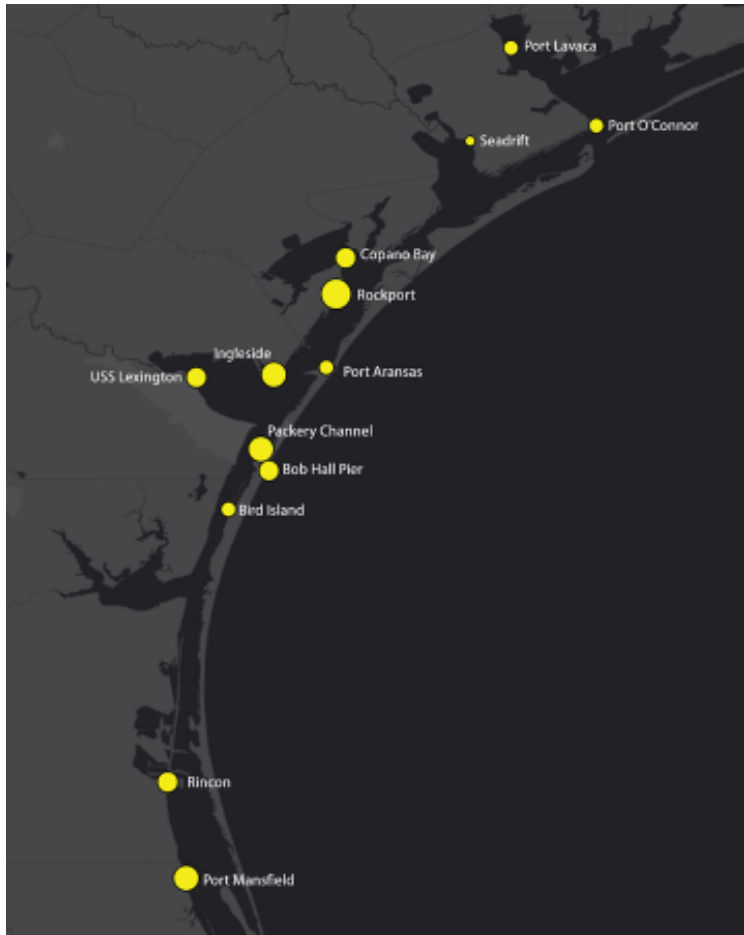 Port Lavaca
Port O'Connor
Seadrift
Copano Bay
Rockport
Ingleside
Port Aransas
USS Lexington
Packery Channel
Bob Hall Pier
Bird Island
Rincon
Port Mansfield